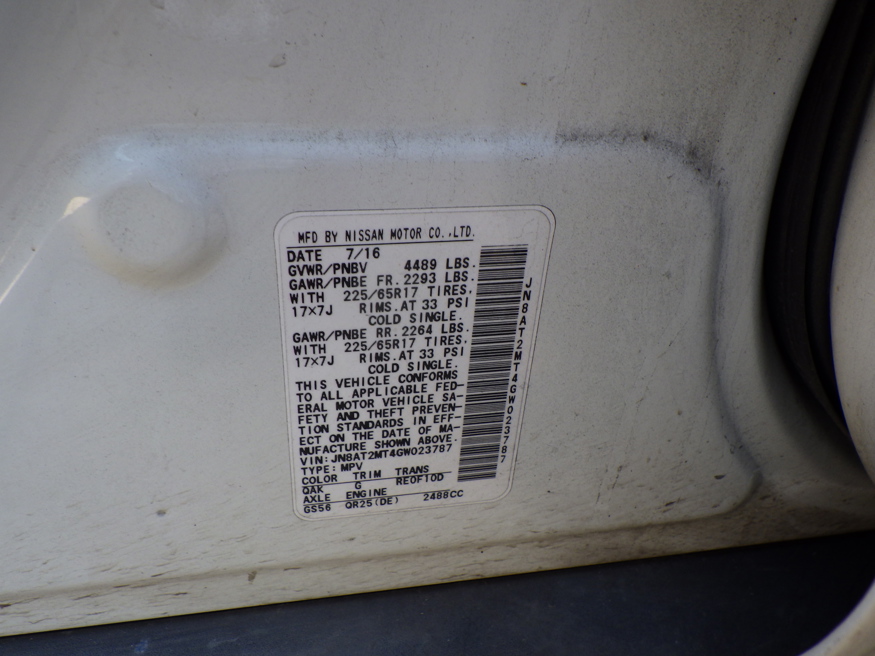 MFD BY NISSAN MOTOR CO.,LTD.
DATE 7/16
GVWR/PNBV 4489 LBS.
GAWR/PNBE FR. 2293 LBS.
WITH 225/65R17 TIRES.
17×7J RIMS.AT 33 PSI
COLD SINGLE.
GAWR/PNBE RR. 2264 LBS.
WITH 225/65R17 TIRES.
17×7J RIMS.AT 33 PSI
COLD SINGLE.
THIS VEHICLE CONFORMS
TO ALL APPLICABLE FED-
ERAL MOTOR VEHICLE SA-
FETY AND THEFT PREVEN-
TION STANDARDS IN EFF-
ECT ON THE DATE OF MA-
NUFACTURE SHOWN ABOVE.
VIN:JN8AT2MT4GW023787
TYPE:MPV
COLOR TRIM TRANS
QAK G RE0F10D
AXLE ENGINE
GS56 QR25(DE) 2488CC
JN8AT2MT4GW023787